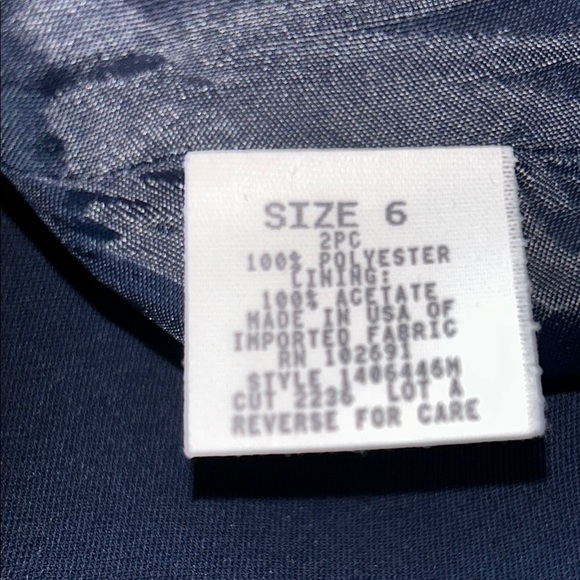 SIZE 6
2PC
100% POLYESTER
LINING:
100% ACETATE
MADE IN USA OF
IMPORTED FABRIC
RN 102691
STYLE 1406446M
CUT 2236 LOT A
REVERSE FOR CARE